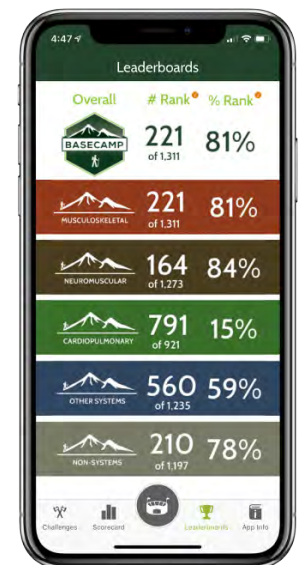 4:47
Leaderboards
Overall # Rank % Rank
BASECAMP
221
of 1,311
81%
MUSCULOSKELETAL
221
of 1,311
81%
NEUROMUSCULAR
164
of 1,273
84%
CARDIOPULMONARY
791
of 921
15%
OTHER SYSTEMS
560
of 1,235
59%
NON-SYSTEMS
210
of 1,197
78%
Challenges Scorecard Leaderboards App Info